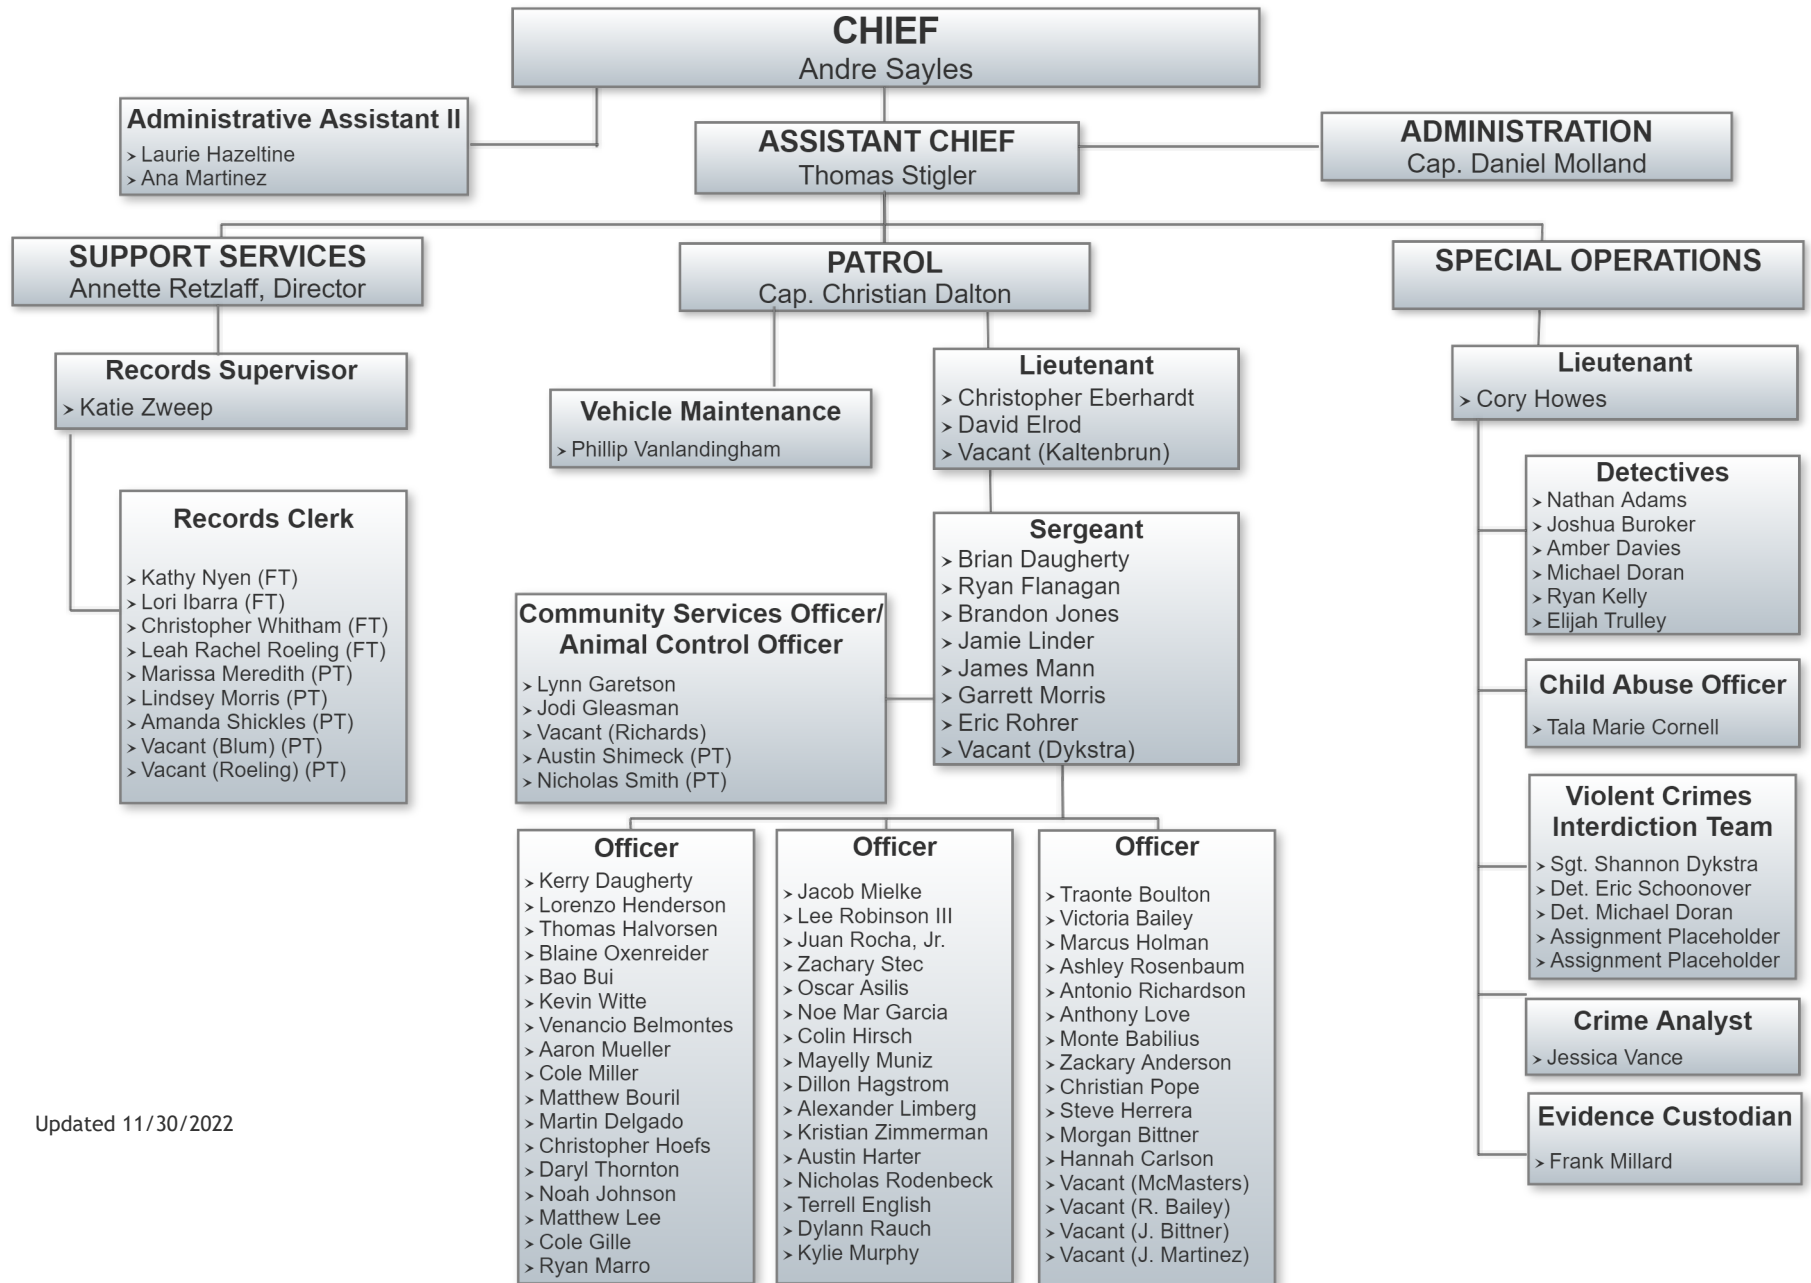 CHIEF
Andre Sayles
Administrative Assistant II
➢ Laurie Hazeltine
➢ Ana Martinez
ASSISTANT CHIEF
Thomas Stigler
ADMINISTRATION
Cap. Daniel Molland
SUPPORT SERVICES
Annette Retzlaff, Director
Records Supervisor
➢ Katie Zweep
Records Clerk
➢ Kathy Nyen (FT)
➢ Lori Ibarra (FT)
➢ Christopher Whitham (FT)
➢ Leah Rachel Roeling (FT)
➢ Marissa Meredith (PT)
➢ Lindsey Morris (PT)
➢ Amanda Shickles (PT)
➢ Vacant (Blum) (PT)
➢ Vacant (Roeling) (PT)
PATROL
Cap. Christian Dalton
Vehicle Maintenance
➢ Phillip Vanlandingham
Lieutenant
➢ Christopher Eberhardt
➢ David Elrod
➢ Vacant (Kaltenbrun)
Sergeant
➢ Brian Daugherty
➢ Ryan Flanagan
➢ Brandon Jones
➢ Jamie Linder
➢ James Mann
➢ Garrett Morris
➢ Eric Rohrer
➢ Vacant (Dykstra)
Community Services Officer/
Animal Control Officer
➢ Lynn Garetson
➢ Jodi Gleasman
➢ Vacant (Richards)
➢ Austin Shimeck (PT)
➢ Nicholas Smith (PT)
Officer
➢ Kerry Daugherty
➢ Lorenzo Henderson
➢ Thomas Halvorsen
➢ Blaine Oxenreider
➢ Bao Bui
➢ Kevin Witte
➢ Venancio Belmontes
➢ Aaron Mueller
➢ Cole Miller
➢ Matthew Bouril
➢ Martin Delgado
➢ Christopher Hoefs
➢ Daryl Thornton
➢ Noah Johnson
➢ Matthew Lee
➢ Cole Gille
➢ Ryan Marro
Officer
➢ Jacob Mielke
➢ Lee Robinson III
➢ Juan Rocha, Jr.
➢ Zachary Stec
➢ Oscar Asilis
➢ Noe Mar Garcia
➢ Colin Hirsch
➢ Mayelly Muniz
➢ Dillon Hagstrom
➢ Alexander Limberg
➢ Kristian Zimmerman
➢ Austin Harter
➢ Nicholas Rodenbeck
➢ Terrell English
➢ Dylann Rauch
➢ Kylie Murphy
Officer
➢ Traonte Boulton
➢ Victoria Bailey
➢ Marcus Holman
➢ Ashley Rosenbaum
➢ Antonio Richardson
➢ Anthony Love
➢ Monte Babilius
➢ Zackary Anderson
➢ Christian Pope
➢ Steve Herrera
➢ Morgan Bittner
➢ Hannah Carlson
➢ Vacant (McMasters)
➢ Vacant (R. Bailey)
➢ Vacant (J. Bittner)
➢ Vacant (J. Martinez)
SPECIAL OPERATIONS
Lieutenant
➢ Cory Howes
Detectives
➢ Nathan Adams
➢ Joshua Buroker
➢ Amber Davies
➢ Michael Doran
➢ Ryan Kelly
➢ Elijah Trulley
Child Abuse Officer
➢ Tala Marie Cornell
Violent Crimes
Interdiction Team
➢ Sgt. Shannon Dykstra
➢ Det. Eric Schoonover
➢ Det. Michael Doran
➢ Assignment Placeholder
➢ Assignment Placeholder
Crime Analyst
➢ Jessica Vance
Evidence Custodian
➢ Frank Millard
Updated 11/30/2022